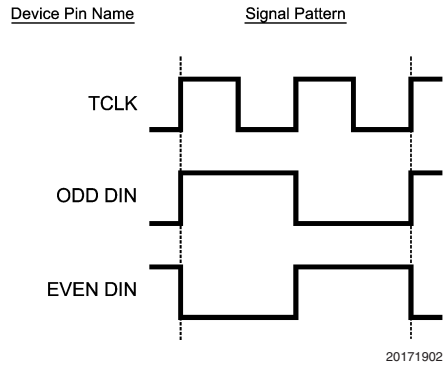 Device Pin Name Signal Pattern
TCLK
ODD DIN
EVEN DIN
20171902